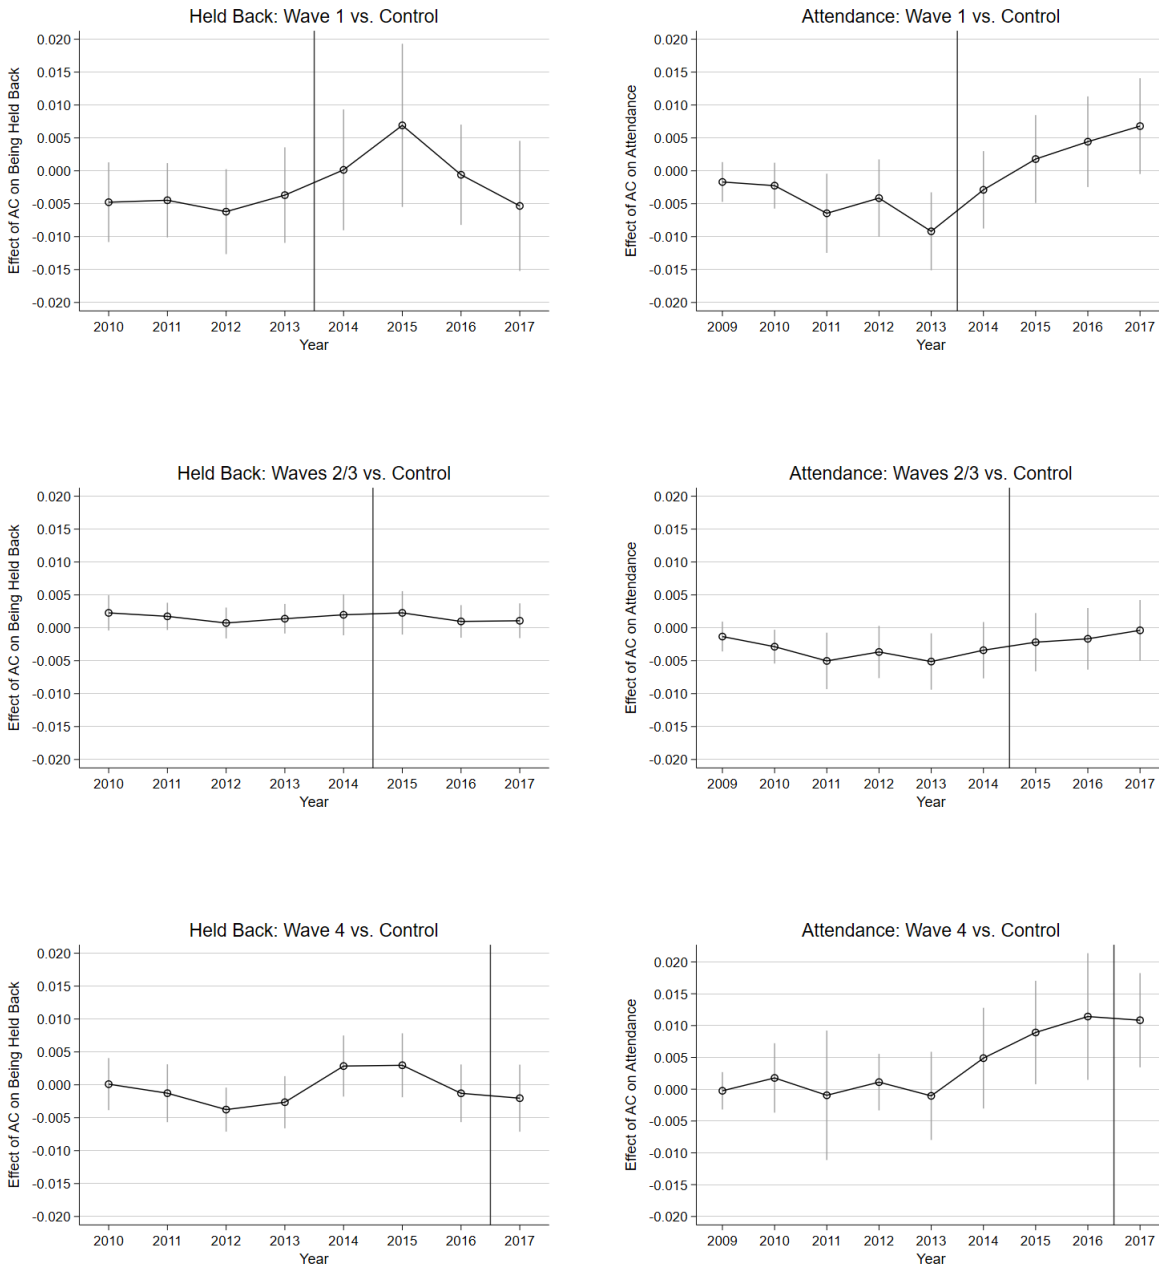 Held Back: Wave 1 vs. Control
Effect of AC on Being Held Back
0.020
0.015
0.010
0.005
0.000
-0.005
-0.010
-0.015
-0.020
2010 2011 2012 2013 2014 2015 2016 2017
Year
Attendance: Wave 1 vs. Control
Effect of AC on Attendance
0.020
0.015
0.010
0.005
0.000
-0.005
-0.010
-0.015
-0.020
2009 2010 2011 2012 2013 2014 2015 2016 2017
Year
Held Back: Waves 2/3 vs. Control
Effect of AC on Being Held Back
0.020
0.015
0.010
0.005
0.000
-0.005
-0.010
-0.015
-0.020
2010 2011 2012 2013 2014 2015 2016 2017
Year
Attendance: Waves 2/3 vs. Control
Effect of AC on Attendance
0.020
0.015
0.010
0.005
0.000
-0.005
-0.010
-0.015
-0.020
2009 2010 2011 2012 2013 2014 2015 2016 2017
Year
Held Back: Wave 4 vs. Control
Effect of AC on Being Held Back
0.020
0.015
0.010
0.005
0.000
-0.005
-0.010
-0.015
-0.020
2010 2011 2012 2013 2014 2015 2016 2017
Year
Attendance: Wave 4 vs. Control
Effect of AC on Attendance
0.020
0.015
0.010
0.005
0.000
-0.005
-0.010
-0.015
-0.020
2009 2010 2011 2012 2013 2014 2015 2016 2017
Year